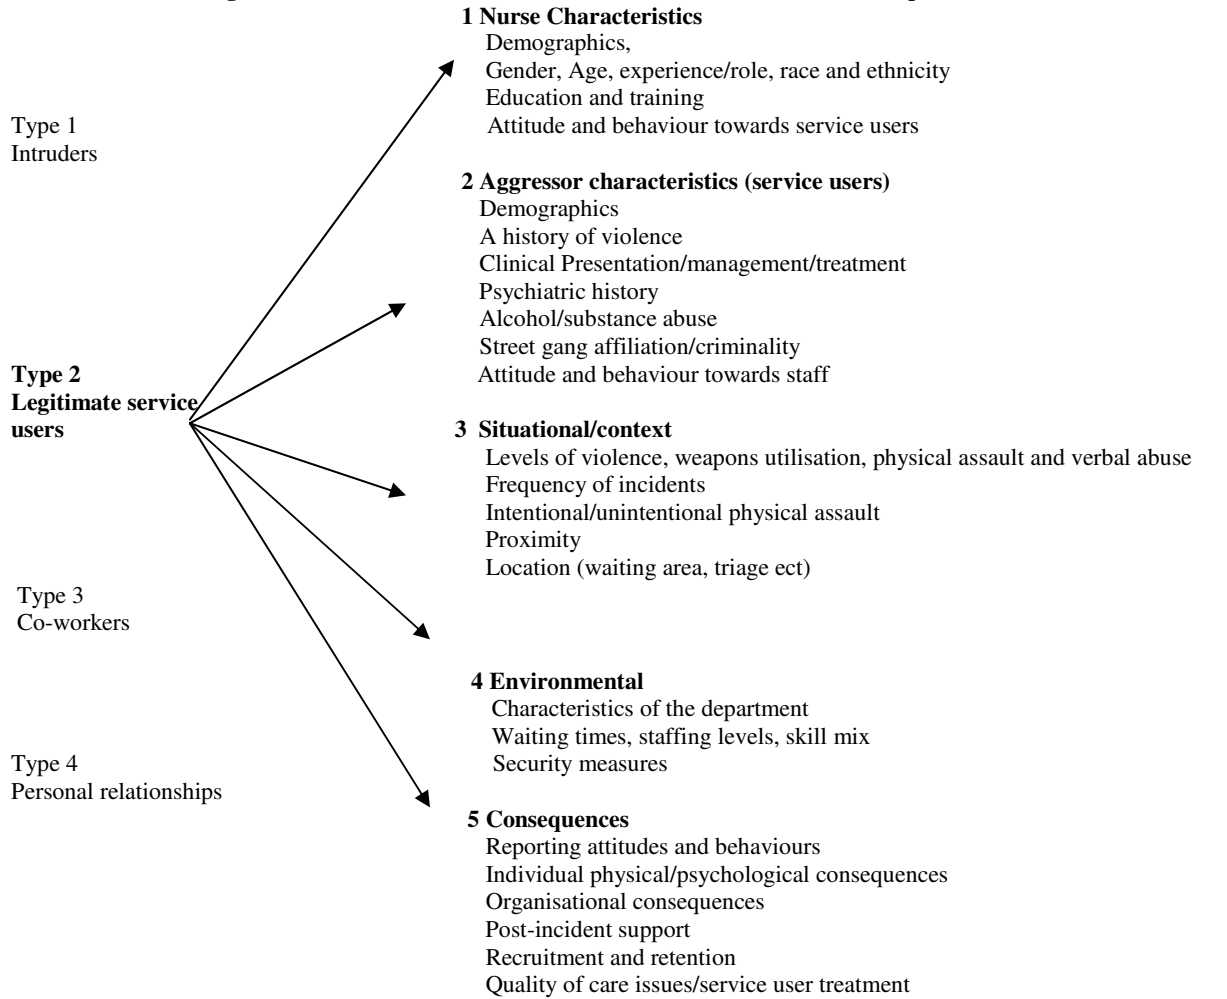 Type 1
Intruders
Type 2
Legitimate service
users
Type 3
Co-workers
Type 4
Personal relationships
1 Nurse Characteristics
Demographics,
Gender, Age, experience/role, race and ethnicity
Education and training
Attitude and behaviour towards service users
2 Aggressor characteristics (service users)
Demographics
A history of violence
Clinical Presentation/management/treatment
Psychiatric history
Alcohol/substance abuse
Street gang affiliation/criminality
Attitude and behaviour towards staff
3 Situational/context
Levels of violence, weapons utilisation, physical assault and verbal abuse
Frequency of incidents
Intentional/unintentional physical assault
Proximity
Location (waiting area, triage ect)
4 Environmental
Characteristics of the department
Waiting times, staffing levels, skill mix
Security measures
5 Consequences
Reporting attitudes and behaviours
Individual physical/psychological consequences
Organisational consequences
Post-incident support
Recruitment and retention
Quality of care issues/service user treatment